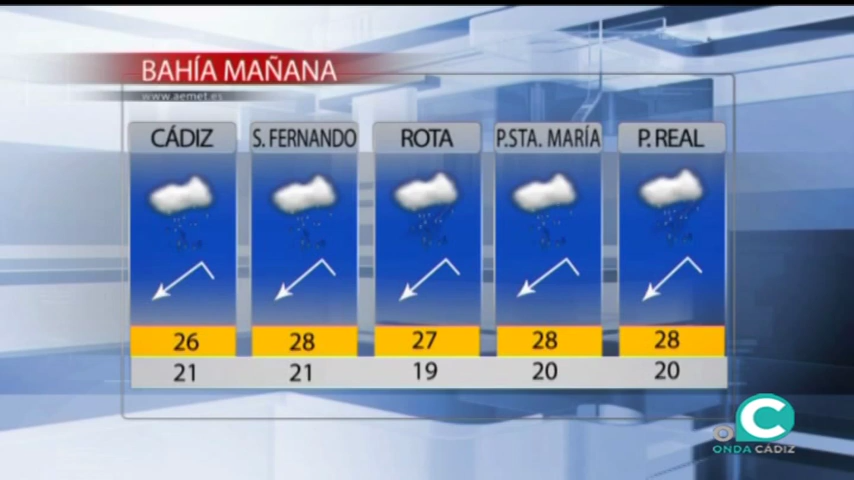 BAHÍA MAÑANA
www.aemet.es
CÁDIZ S. FERNANDO ROTA P.STA. MARÍA P. REAL
26 28 27 28 28
21 21 19 20 20
C
ONDA CÁDIZ